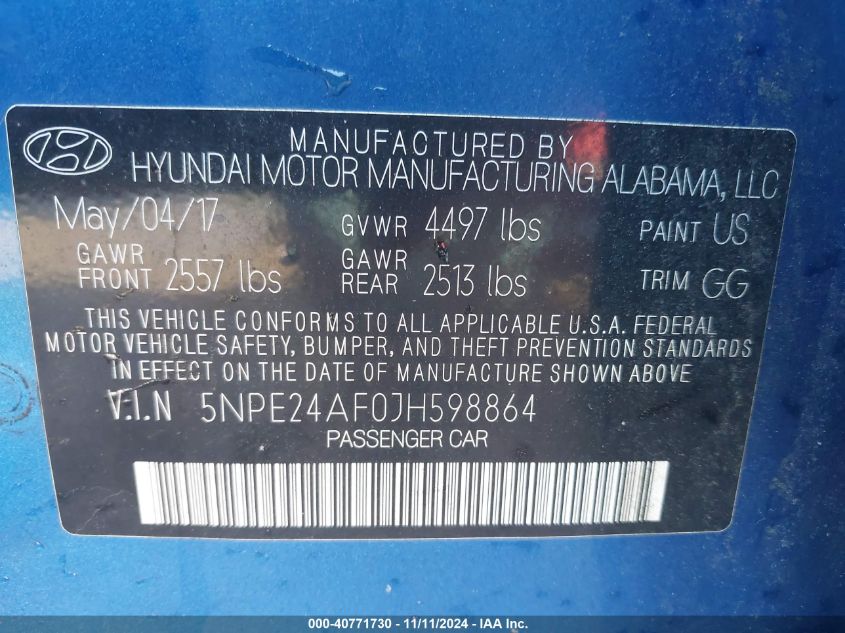 MANUFACTURED BY
HYUNDAI MOTOR MANUFACTURING ALABAMA, LLC
May/04/17 GVWR 4497 lbs PAINT US
GAWR FRONT 2557 lbs GAWR REAR 2513 lbs TRIM GG
THIS VEHICLE CONFORMS TO ALL APPLICABLE U.S.A. FEDERAL
MOTOR VEHICLE SAFETY, BUMPER, AND THEFT PREVENTION STANDARDS
IN EFFECT ON THE DATE OF MANUFACTURE SHOWN ABOVE
V.I.N 5NPE24AF0JH598864
PASSENGER CAR
000-40771730 - 11/11/2024 - IAA Inc.